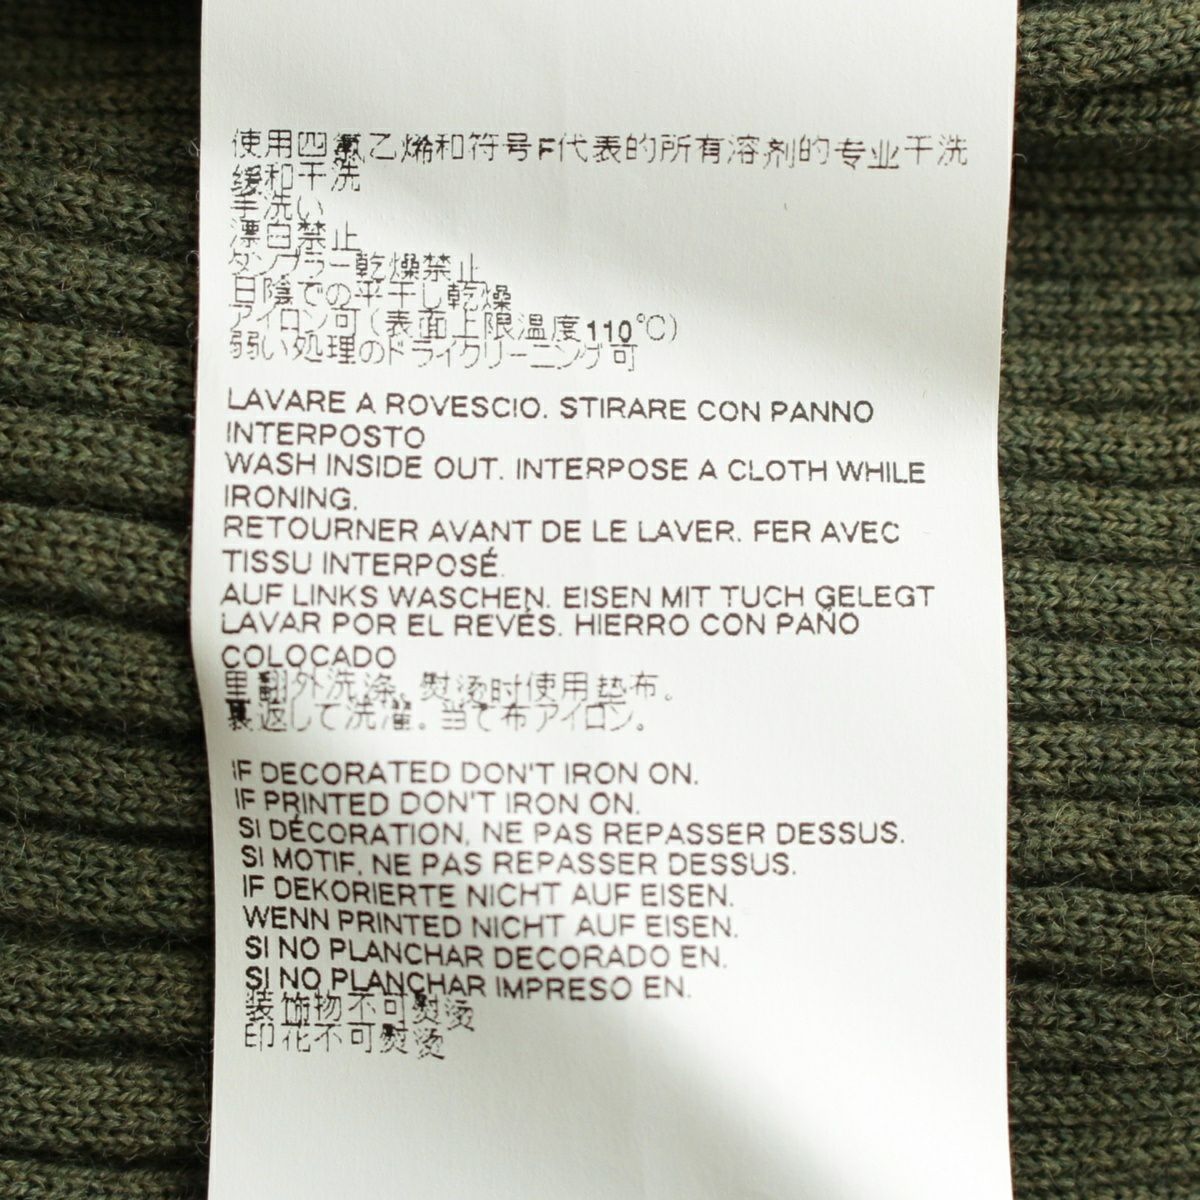 使用四氯乙烯和符号F代表的所有溶剂的专业干洗
缓和干洗
手洗い
漂白禁止
タンブラー乾燥禁止
日陰での平干し乾燥
アイロン可(表面上限温度110℃)
弱い処理のドライクリーニング可
LAVARE A ROVESCIO. STIRARE CON PANNO
INTERPOSTO
WASH INSIDE OUT. INTERPOSE A CLOTH WHILE
IRONING.
RETOURNER AVANT DE LE LAVER. FER AVEC
TISSU INTERPOSÉ.
AUF LINKS WASCHEN. EISEN MIT TUCH GELEGT
LAVAR POR EL REVÉS. HIERRO CON PAÑO
COLOCADO
里翻外洗涤。熨烫时使用垫布。
裏返して洗濯。当て布アイロン。
IF DECORATED DON'T IRON ON.
IF PRINTED DON'T IRON ON.
SI DÉCORATION, NE PAS REPASSER DESSUS.
SI MOTIF, NE PAS REPASSER DESSUS.
IF DEKORIERTE NICHT AUF EISEN.
WENN PRINTED NICHT AUF EISEN.
SI NO PLANCHAR DECORADO EN.
SI NO PLANCHAR IMPRESO EN.
装饰物不可熨烫
印花不可熨烫